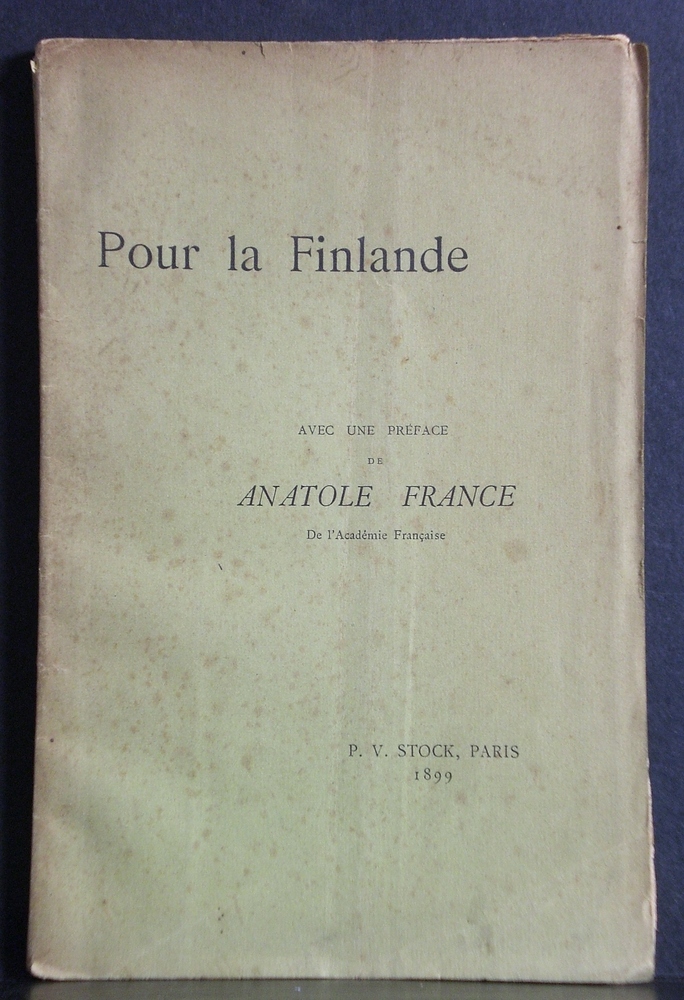 Pour la Finlande
AVEC UNE PRÉFACE
DE
ANATOLE FRANCE
De l'Académie Française
P. V. STOCK, PARIS
1899